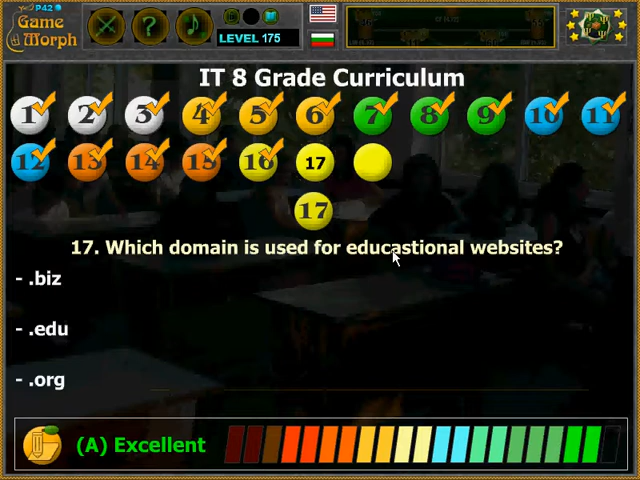 P42
Game Morph
LEVEL 175
IT 8 Grade Curriculum
1 2 3 4 5 6 7 8 9 10 11
12 13 14 15 16 17
17
17. Which domain is used for educastional websites?
- .biz
- .edu
- .org
(A) Excellent